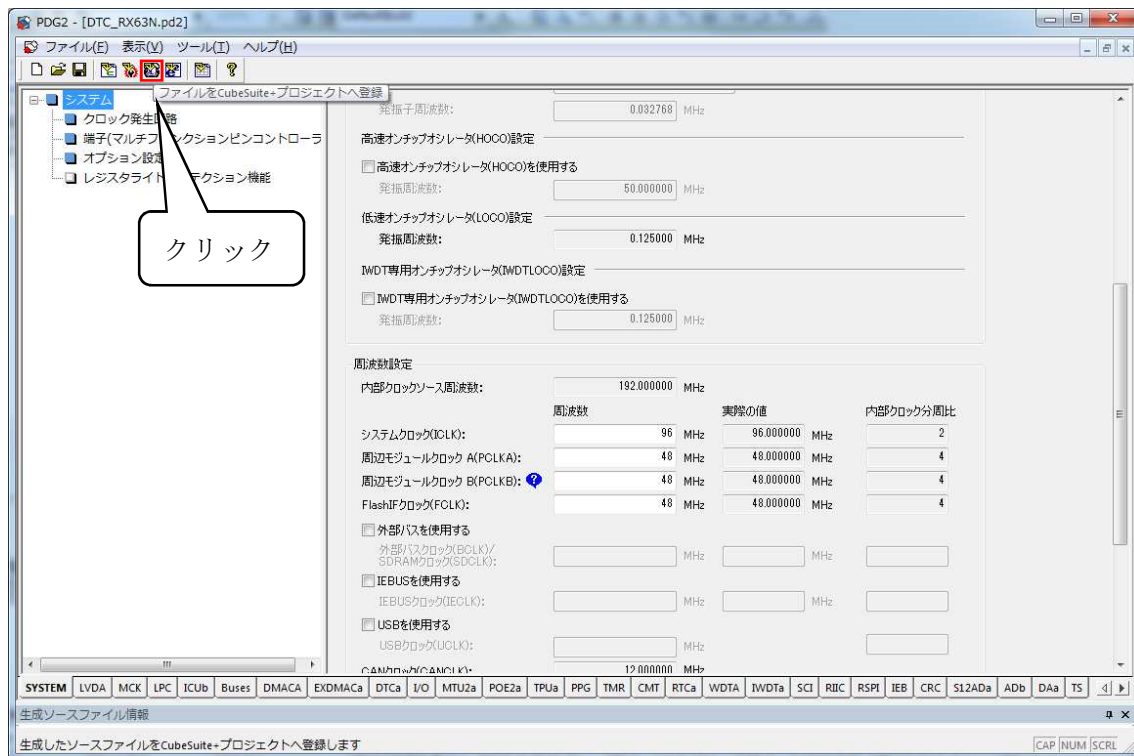 PDG2 - [DTC_RX63N.pd2]
ファイル(F) 表示(V) ツール(T) ヘルプ(H)
ファイルをCubeSuite+プロジェクトへ登録
システム
クロック発生回路
端子(マルチファンクションピンコントローラ
オプション設定
レジスタライトプロテクション機能
クリック
発振子周波数: 0.032768 MHz
高速オンチップオシレータ(HOCO)設定
高速オンチップオシレータ(HOCO)を使用する
発振周波数: 50.000000 MHz
低速オンチップオシレータ(LOCO)設定
発振周波数: 0.125000 MHz
IWDT専用オンチップオシレータ(IWDTLOCO)設定
IWDT専用オンチップオシレータ(IWDTLOCO)を使用する
発振周波数: 0.125000 MHz
周波数設定
内部クロックソース周波数: 192.000000 MHz
周波数 実際の値 内部クロック分周比
システムクロック(ICLK): 96 MHz 96.000000 MHz 2
周辺モジュールクロック A(PCLKA): 48 MHz 48.000000 MHz 4
周辺モジュールクロック B(PCLKB): 48 MHz 48.000000 MHz 4
FlashIFクロック(FCLK): 48 MHz 48.000000 MHz 4
外部バスを使用する
外部バスクロック(BCLK)/
SDRAMクロック(SDCLK): MHz MHz
IEBUSを使用する
IEBUSクロック(IECLK): MHz MHz
USBを使用する
USBクロック(UCLK): MHz
CANクロック(CANCLK): 12.000000 MHz
SYSTEM LVDA MCK LPC ICUb Buses DMACA EXDMACa DTCa I/O MTU2a POE2a TPUa PPG TMR CMT RTCa WDTA IWDTa SCI RIIC RSPI IEB CRC S12ADa ADb DAa TS
生成ソースファイル情報
生成したソースファイルをCubeSuite+プロジェクトへ登録します CAP NUM SCRL